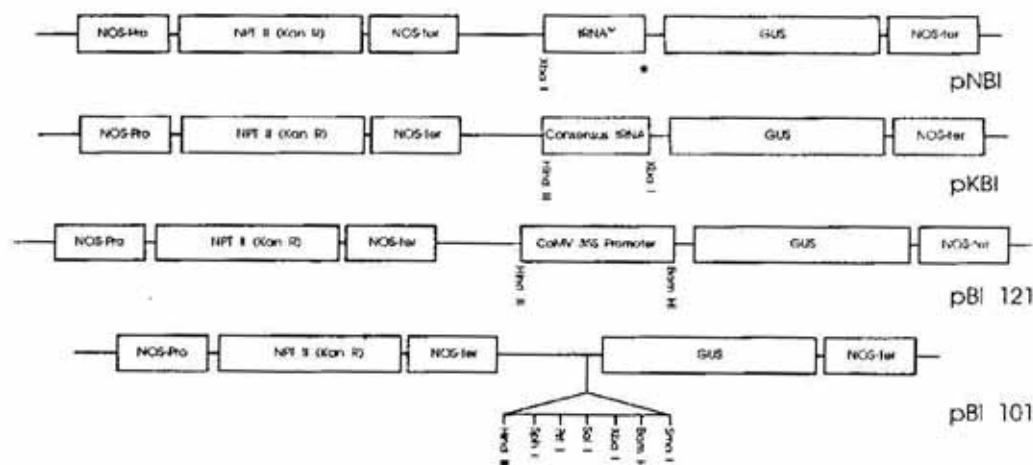 NOS-Pro NPT II (Kan R) NOS-ter tRNA GUS NOS-ter
Xba I *
pNBI
NOS-Pro NPT II (Kan R) NOS-ter Consensus tRNA GUS NOS-ter
Hind III Xba I
pKBI
NOS-Pro NPT II (Kan R) NOS-ter CaMV 35S Promoter GUS NOS-ter
Hind III Bam HI
pBI 121
NOS-Pro NPT II (Kan R) NOS-ter GUS NOS-ter
pBI 101
Hind III Sph I Pst I Sal I Xba I Bam I Sma I